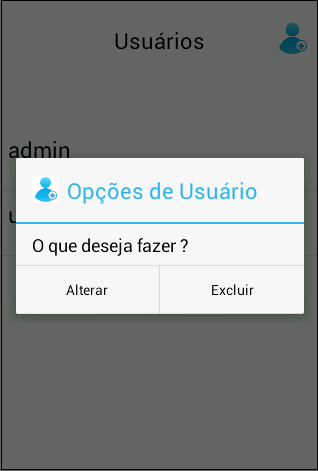 Usuários
admin
Opções de Usuário
O que deseja fazer ?
Alterar
Excluir